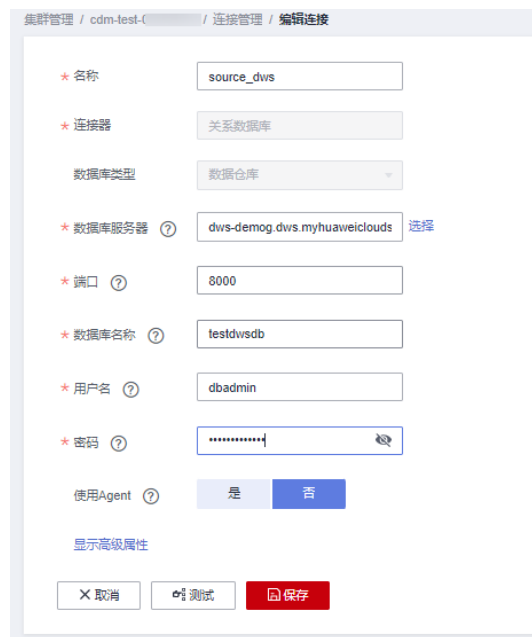 集群管理 / cdm-test-0 / 连接管理 / 编辑连接
* 名称 source_dws
* 连接器 关系数据库
数据库类型 数据仓库
* 数据库服务器 ? dws-demog.dws.myhuaweiclouds 选择
* 端口 ? 8000
* 数据库名称 ? testdwsdb
* 用户名 ? dbadmin
* 密码 ? •••••••••••••
使用Agent ? 是 否
显示高级属性
取消 测试 保存